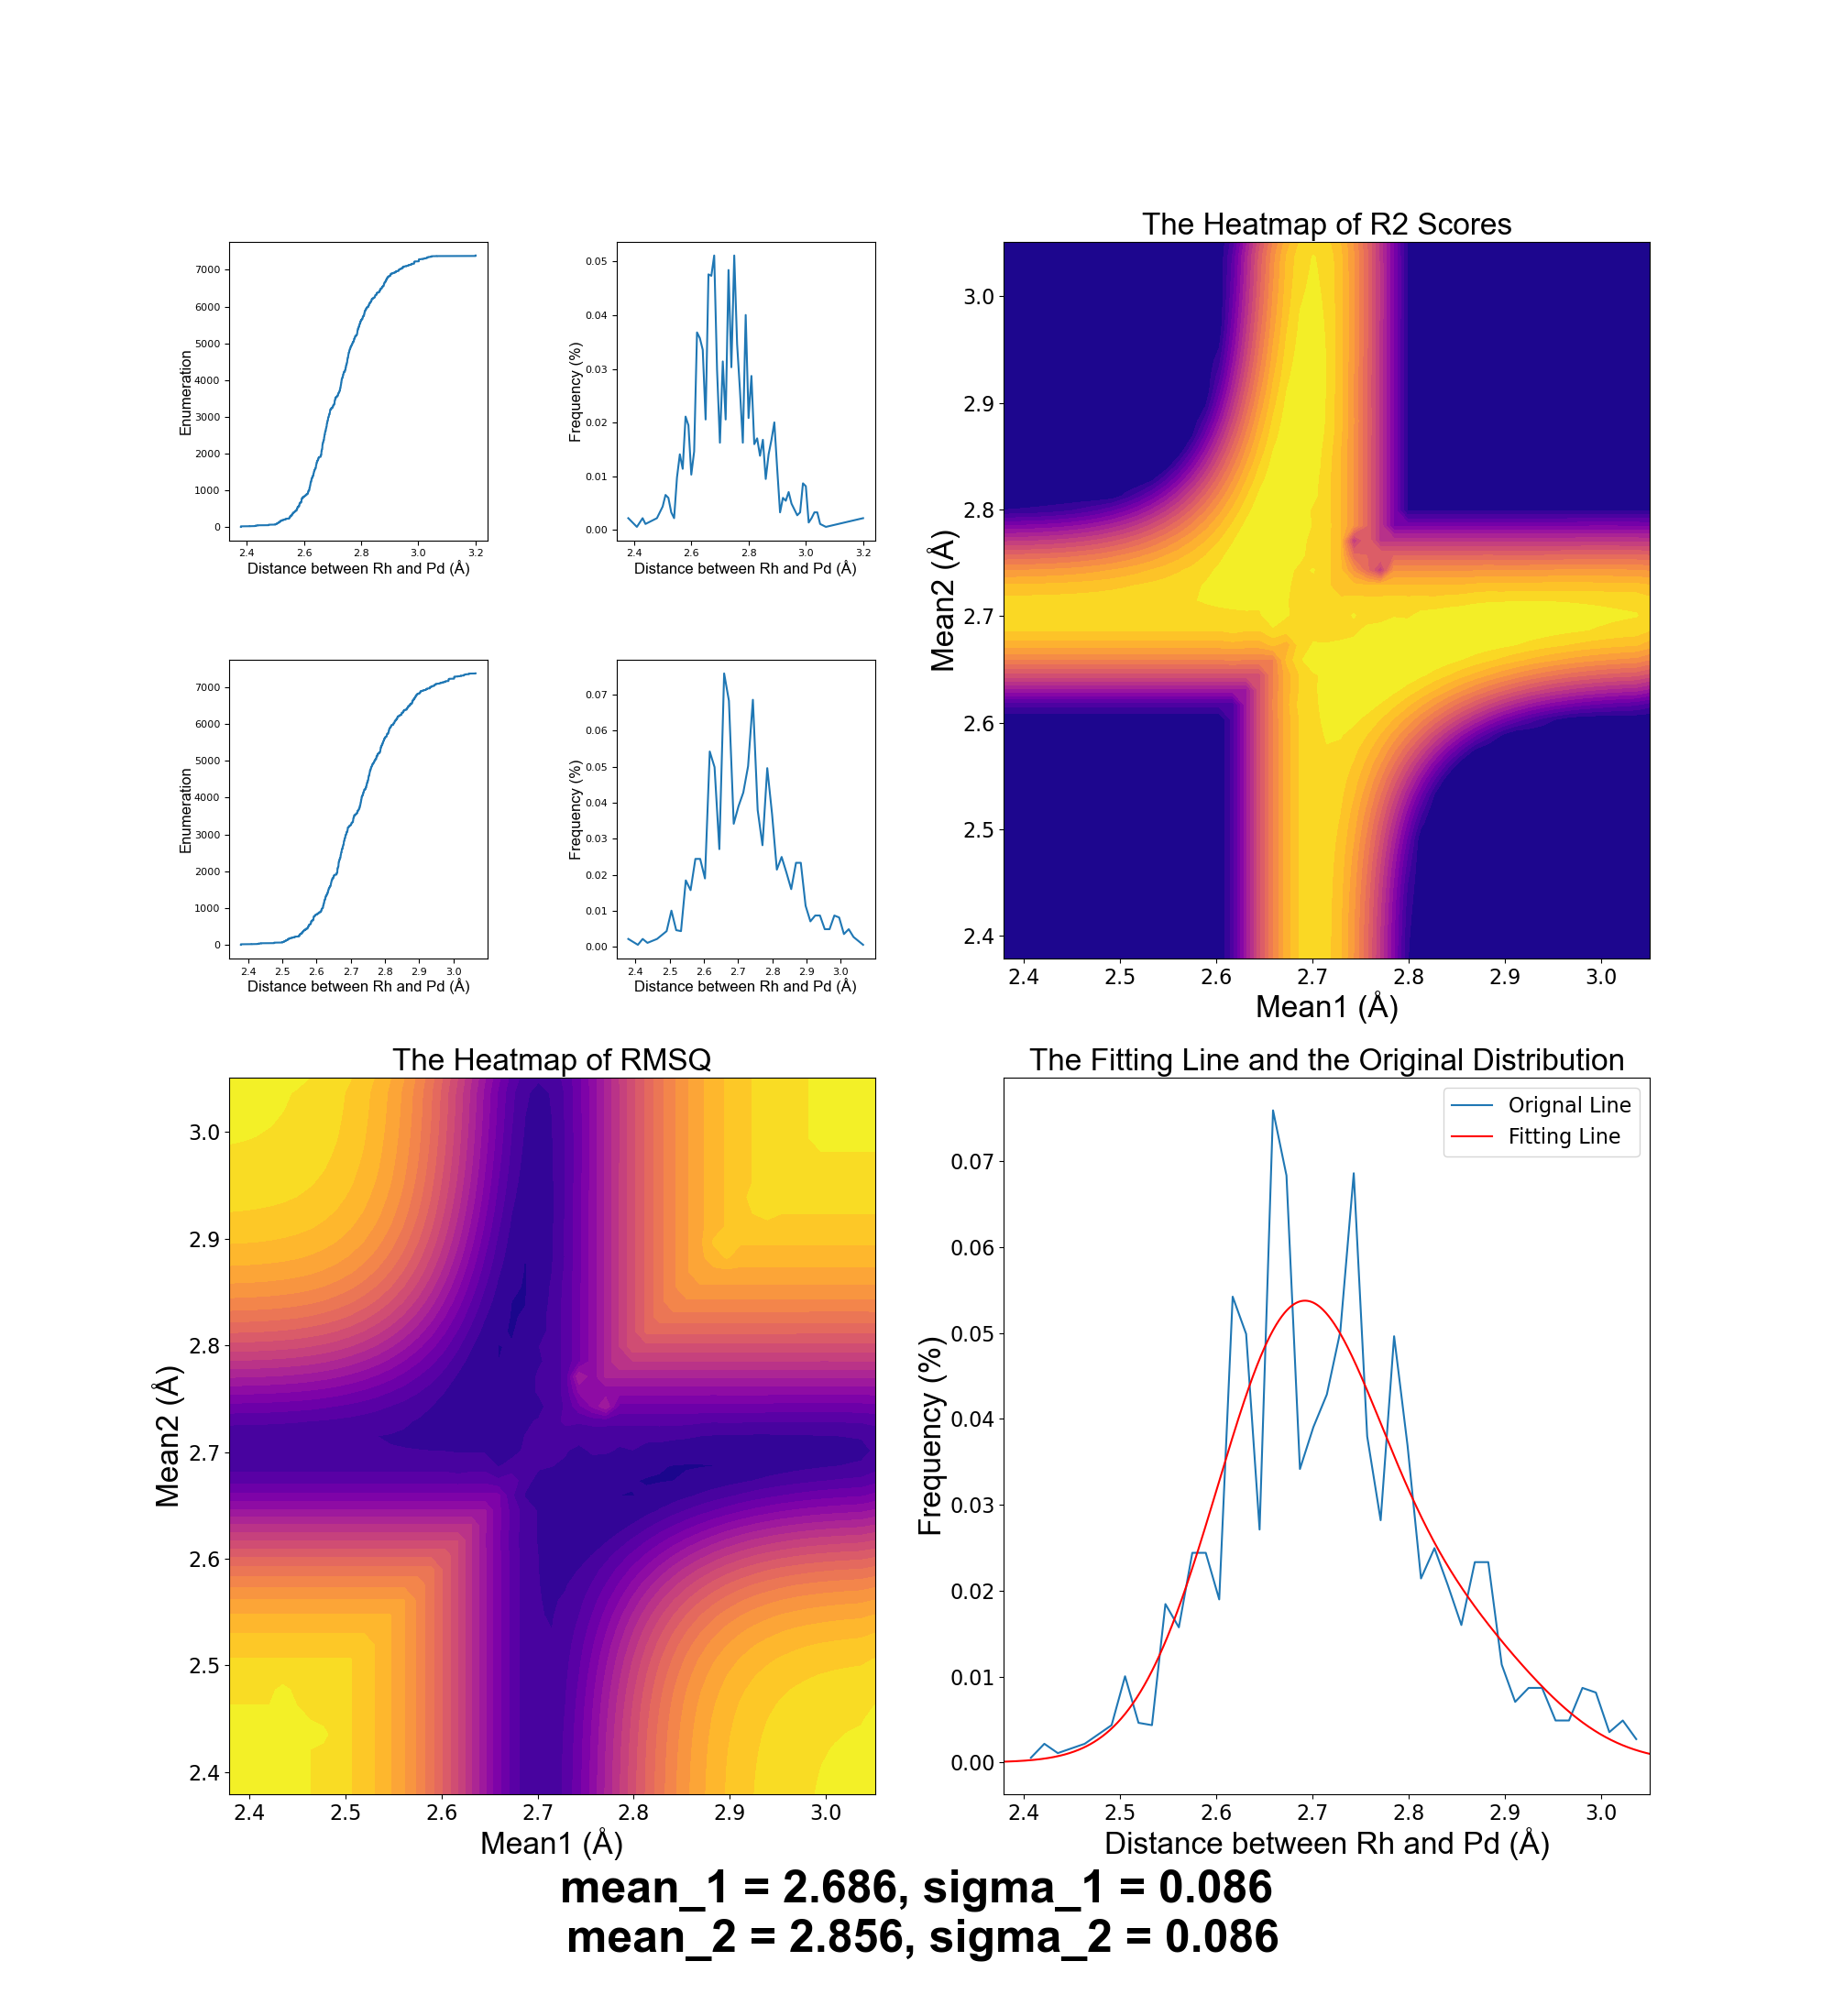 Enumeration
7000
6000
5000
4000
3000
2000
1000
0
2.4 2.6 2.8 3.0 3.2
Distance between Rh and Pd (Å)
Frequency (%)
0.05
0.04
0.03
0.02
0.01
0.00
2.4 2.6 2.8 3.0 3.2
Distance between Rh and Pd (Å)
The Heatmap of R2 Scores
Mean2 (Å)
3.0
2.9
2.8
2.7
2.6
2.5
2.4
2.4 2.5 2.6 2.7 2.8 2.9 3.0
Mean1 (Å)
Enumeration
7000
6000
5000
4000
3000
2000
1000
0
2.4 2.5 2.6 2.7 2.8 2.9 3.0
Distance between Rh and Pd (Å)
Frequency (%)
0.07
0.06
0.05
0.04
0.03
0.02
0.01
0.00
2.4 2.5 2.6 2.7 2.8 2.9 3.0
Distance between Rh and Pd (Å)
The Heatmap of RMSQ
Mean2 (Å)
3.0
2.9
2.8
2.7
2.6
2.5
2.4
2.4 2.5 2.6 2.7 2.8 2.9 3.0
Mean1 (Å)
The Fitting Line and the Original Distribution
Orignal Line
Fitting Line
Frequency (%)
0.07
0.06
0.05
0.04
0.03
0.02
0.01
0.00
2.4 2.5 2.6 2.7 2.8 2.9 3.0
Distance between Rh and Pd (Å)
mean_1 = 2.686, sigma_1 = 0.086
mean_2 = 2.856, sigma_2 = 0.086